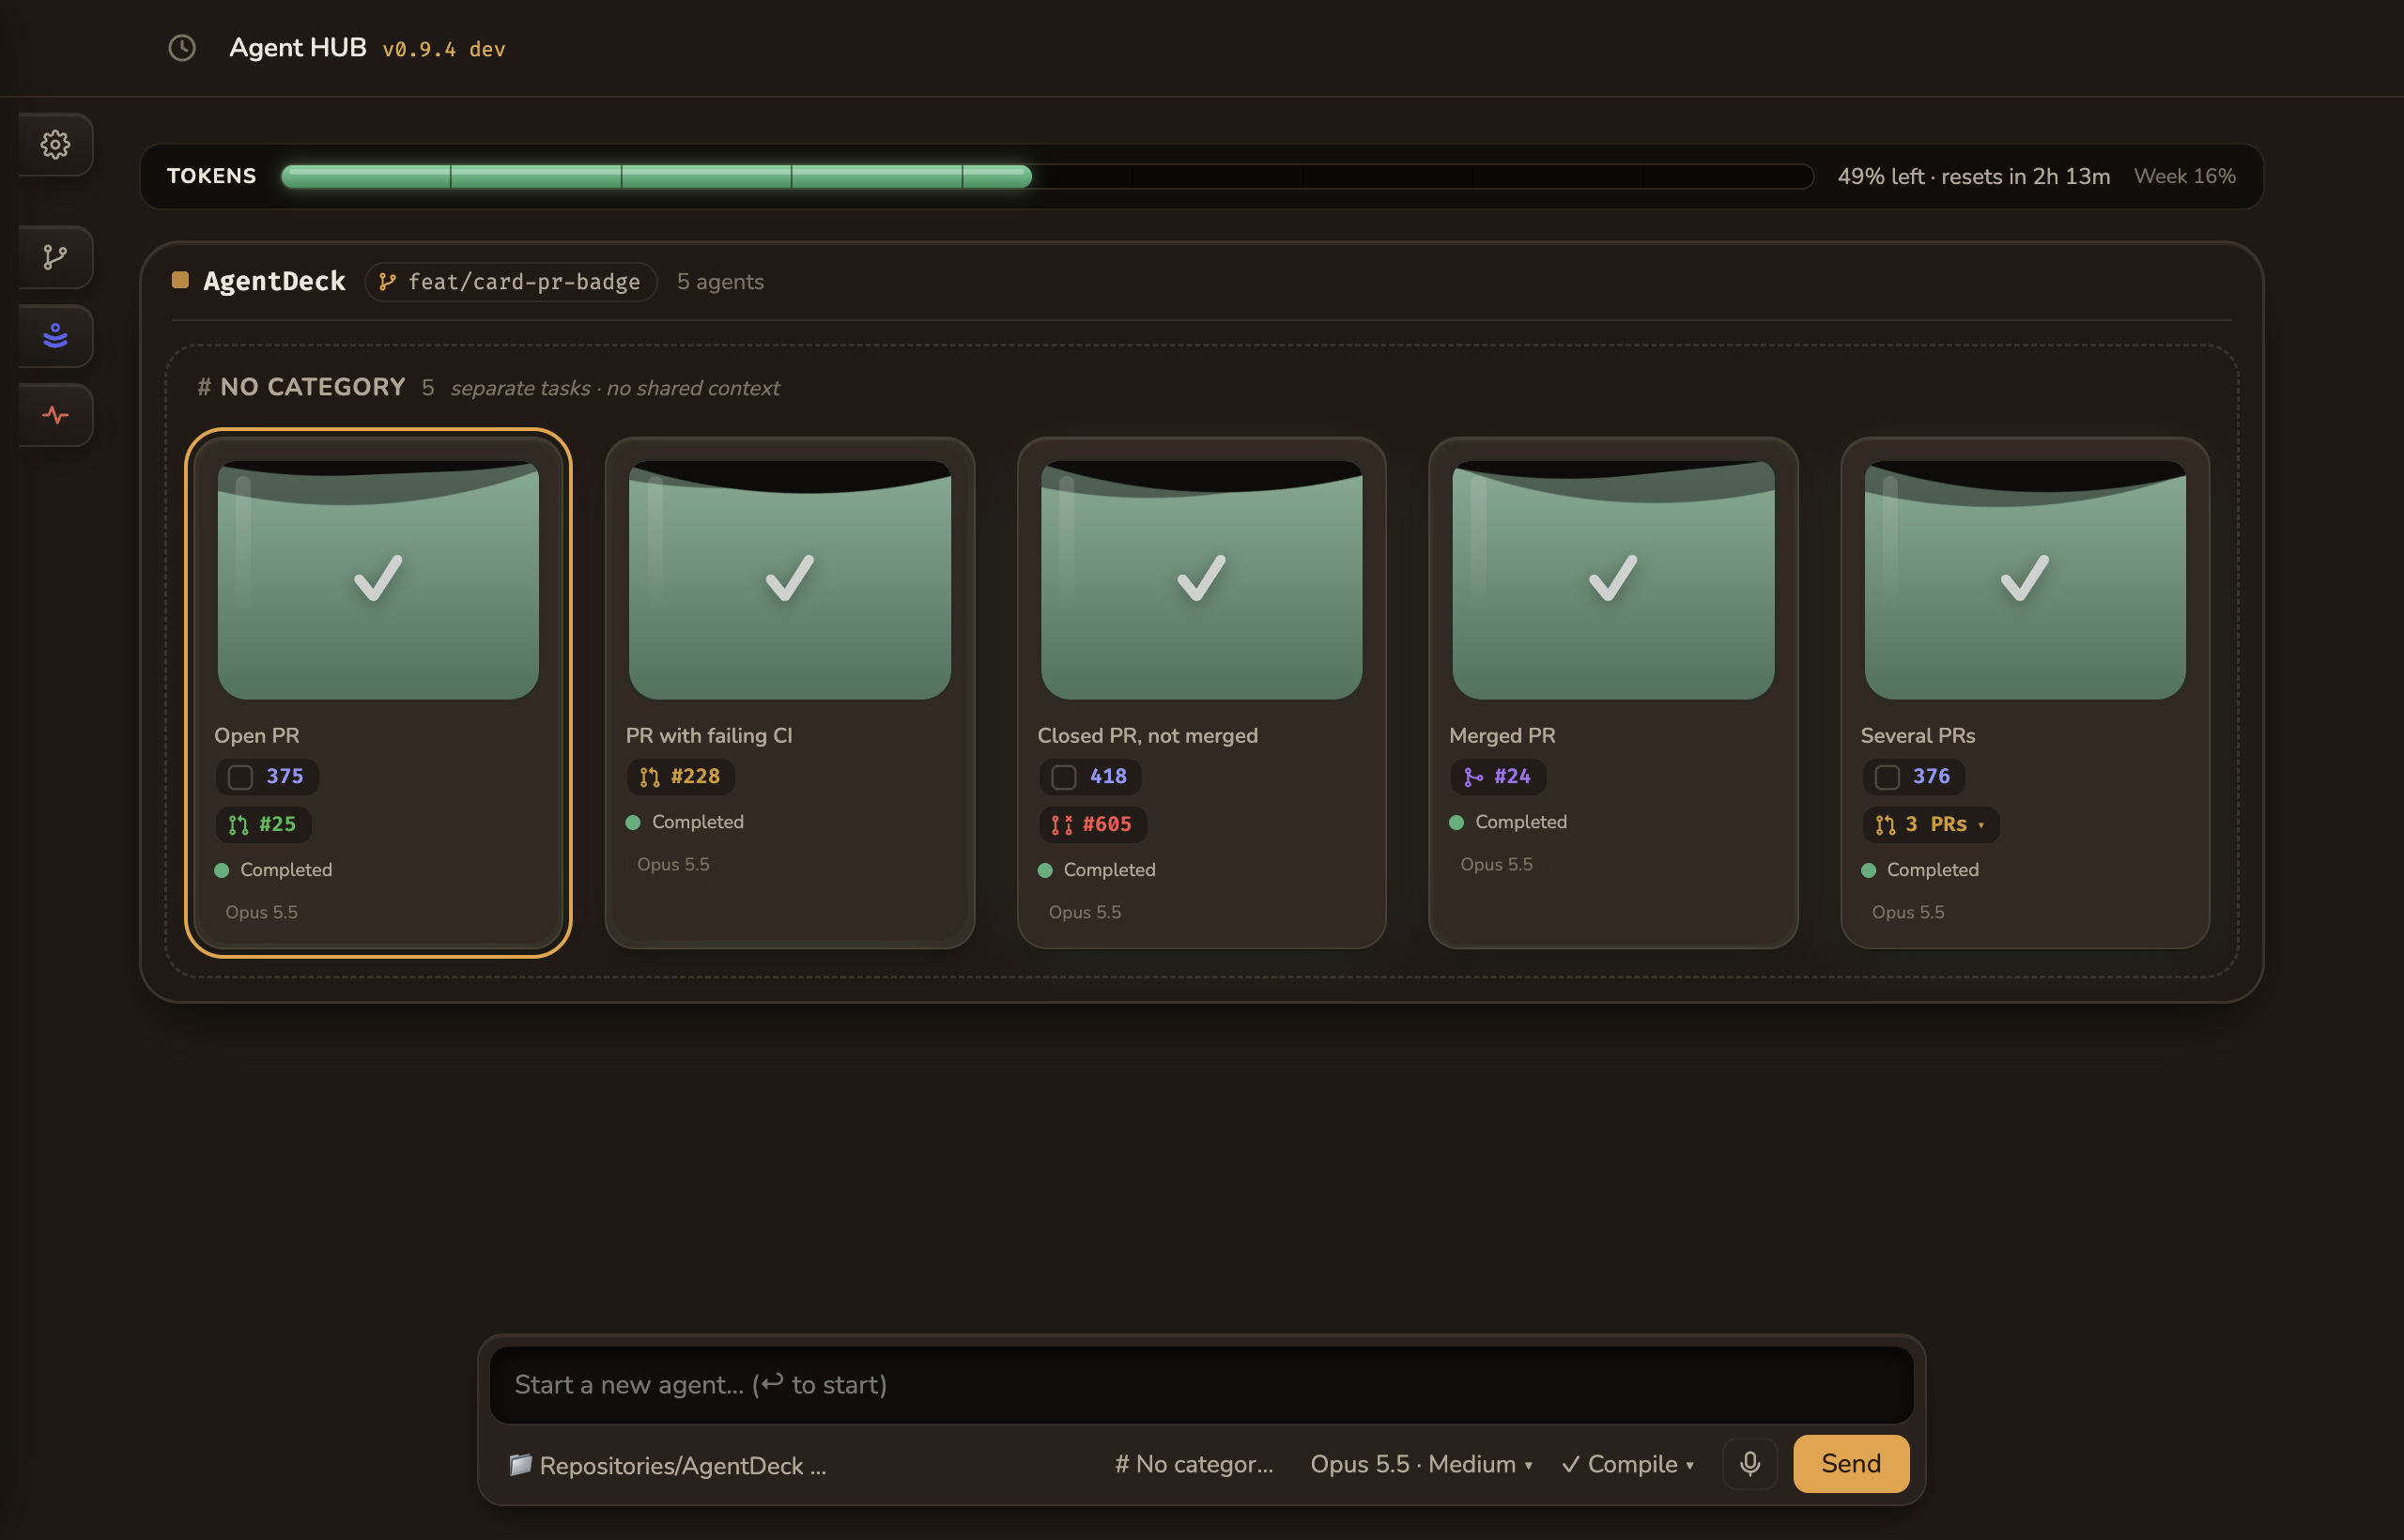 Agent HUB v0.9.4 dev
TOKENS 49% left · resets in 2h 13m Week 16%
AgentDeck feat/card-pr-badge 5 agents
# NO CATEGORY 5 separate tasks · no shared context
Open PR
375
#25
Completed
Opus 5.5
PR with failing CI
#228
Completed
Opus 5.5
Closed PR, not merged
418
#605
Completed
Opus 5.5
Merged PR
#24
Completed
Opus 5.5
Several PRs
376
3 PRs ▾
Completed
Opus 5.5
Start a new agent… (↩ to start)
Repositories/AgentDeck ... # No categor... Opus 5.5 · Medium ▾ ✓ Compile ▾ Send